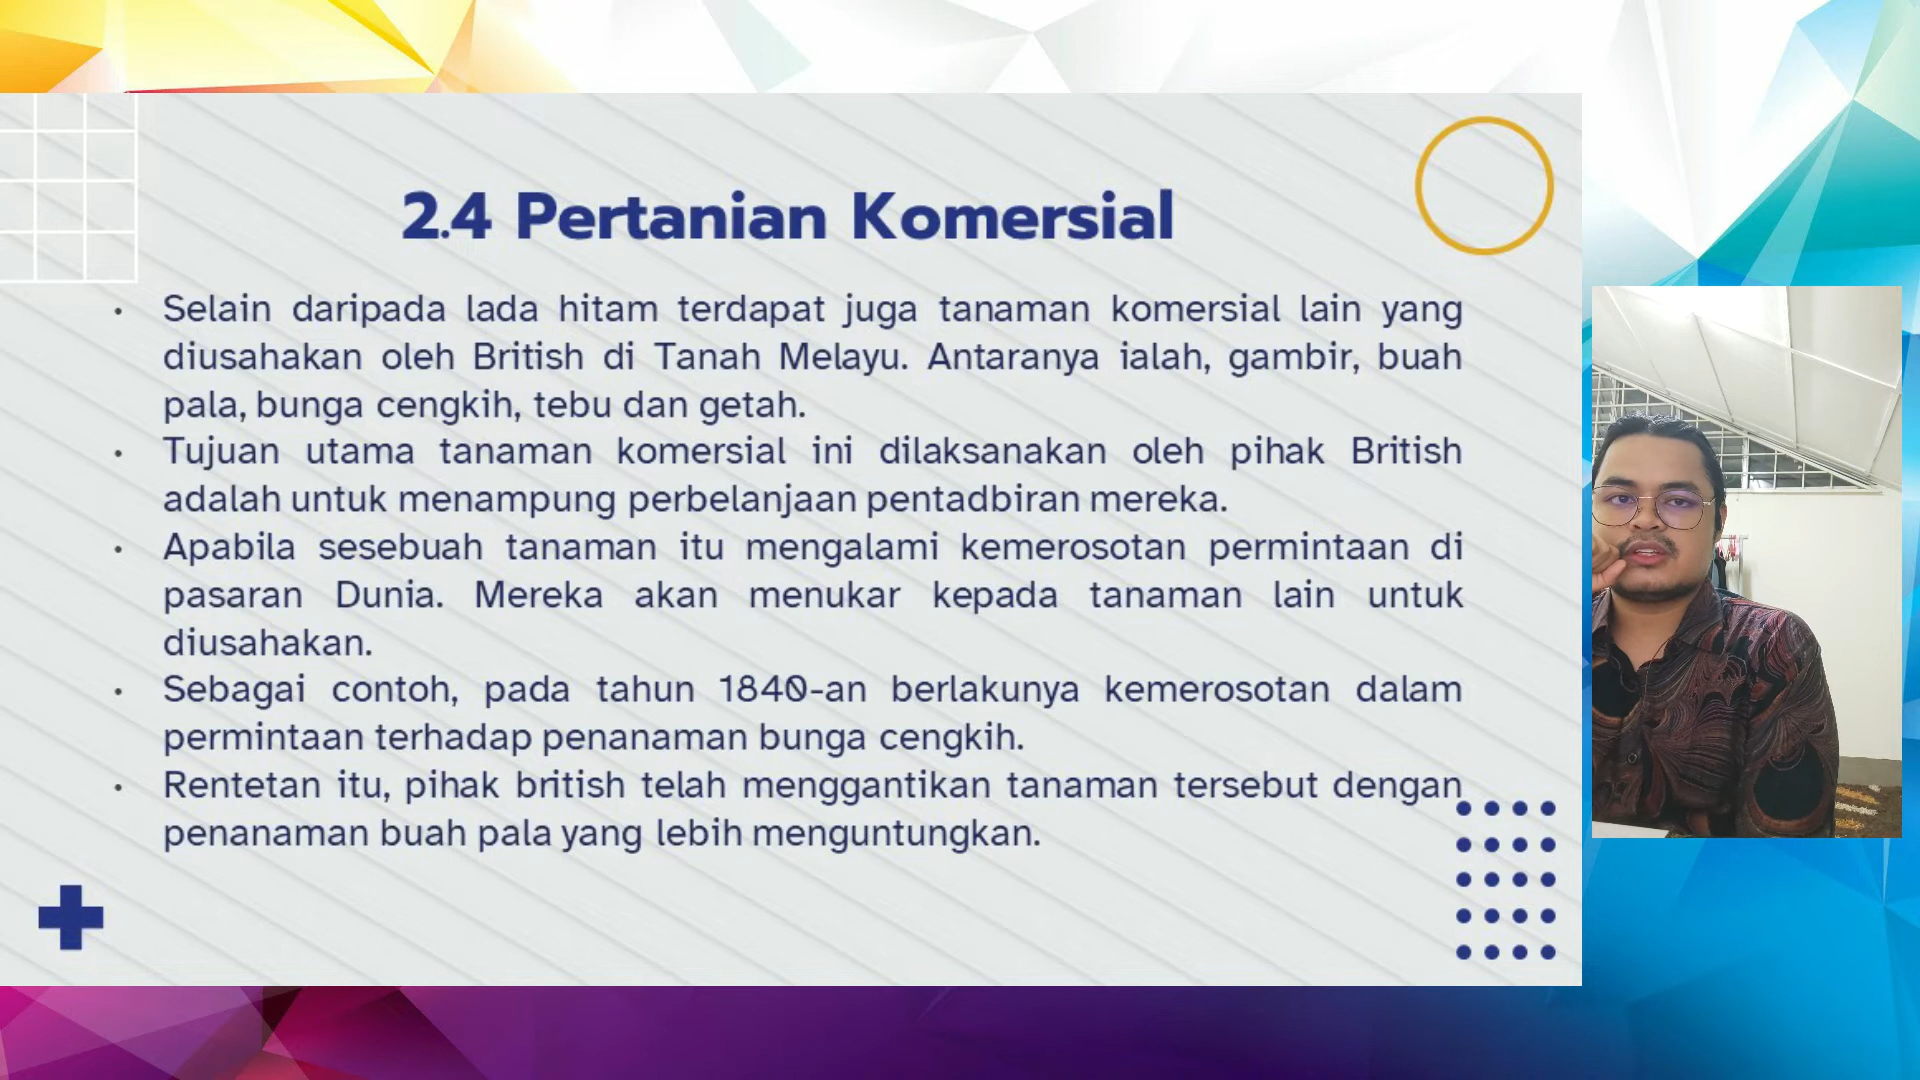 2.4 Pertanian Komersial
• Selain daripada lada hitam terdapat juga tanaman komersial lain yang
diusahakan oleh British di Tanah Melayu. Antaranya ialah, gambir, buah
pala, bunga cengkih, tebu dan getah.
• Tujuan utama tanaman komersial ini dilaksanakan oleh pihak British
adalah untuk menampung perbelanjaan pentadbiran mereka.
• Apabila sesebuah tanaman itu mengalami kemerosotan permintaan di
pasaran Dunia. Mereka akan menukar kepada tanaman lain untuk
diusahakan.
• Sebagai contoh, pada tahun 1840-an berlakunya kemerosotan dalam
permintaan terhadap penanaman bunga cengkih.
• Rentetan itu, pihak british telah menggantikan tanaman tersebut dengan
penanaman buah pala yang lebih menguntungkan.